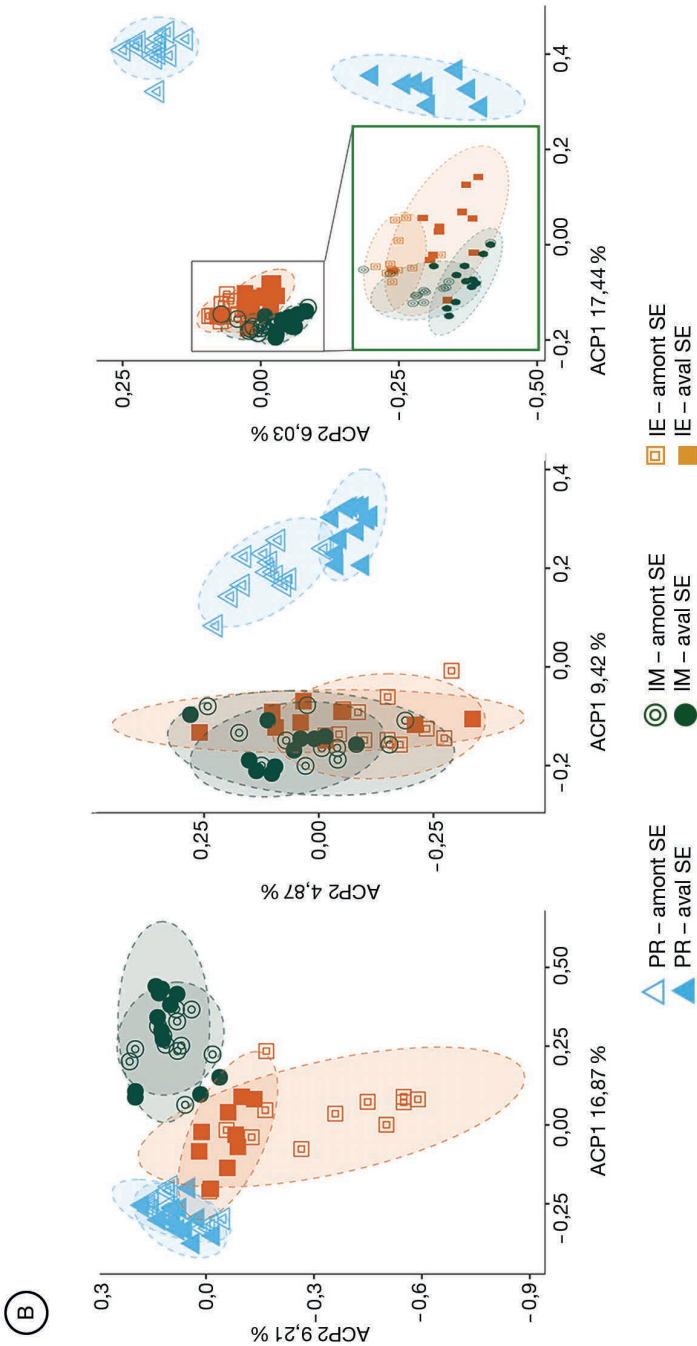 B
0,3
0,0
– 0,3
– 0,6
– 0,9
ACP2 9,21 %
– 0,25
0,00
0,25
0,50
ACP1 16,87 %
0,25
0,00
– 0,25
ACP2 4,87 %
– 0,2
0,00
0,2
0,4
ACP1 9,42 %
0,25
0,00
– 0,25
– 0,50
ACP2 6,03 %
– 0,2
0,00
0,2
0,4
ACP1 17,44 %
PR – amont SE
PR – aval SE
IM – amont SE
IM – aval SE
IE – amont SE
IE – aval SE